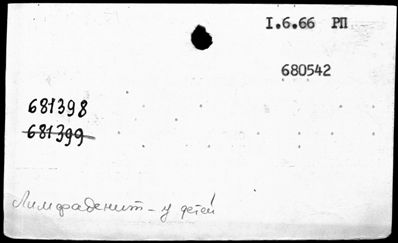 I.6.66 РП
680542
681398
681399
Лимфаденит - у детей